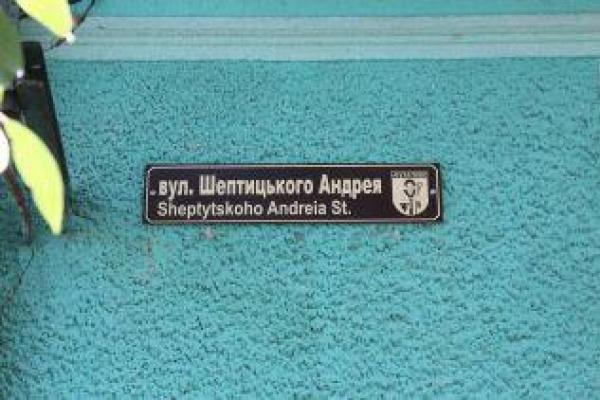 вул. Шептицького Андрея
Sheptytskoho Andreia St.